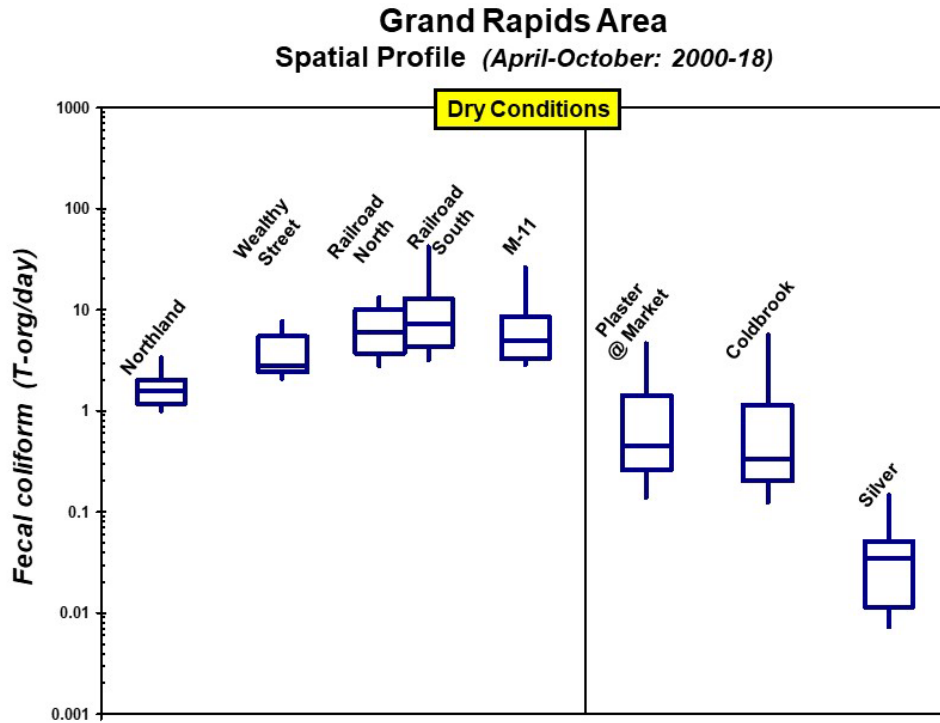 Grand Rapids Area
Spatial Profile (April-October: 2000-18)
Dry Conditions
Fecal coliform (T-org/day)
1000
100
10
1
0.1
0.01
0.001
Northland
Wealthy
Street
Railroad
North
Railroad
South
M-11
Plaster
@ Market
Coldbrook
Silver